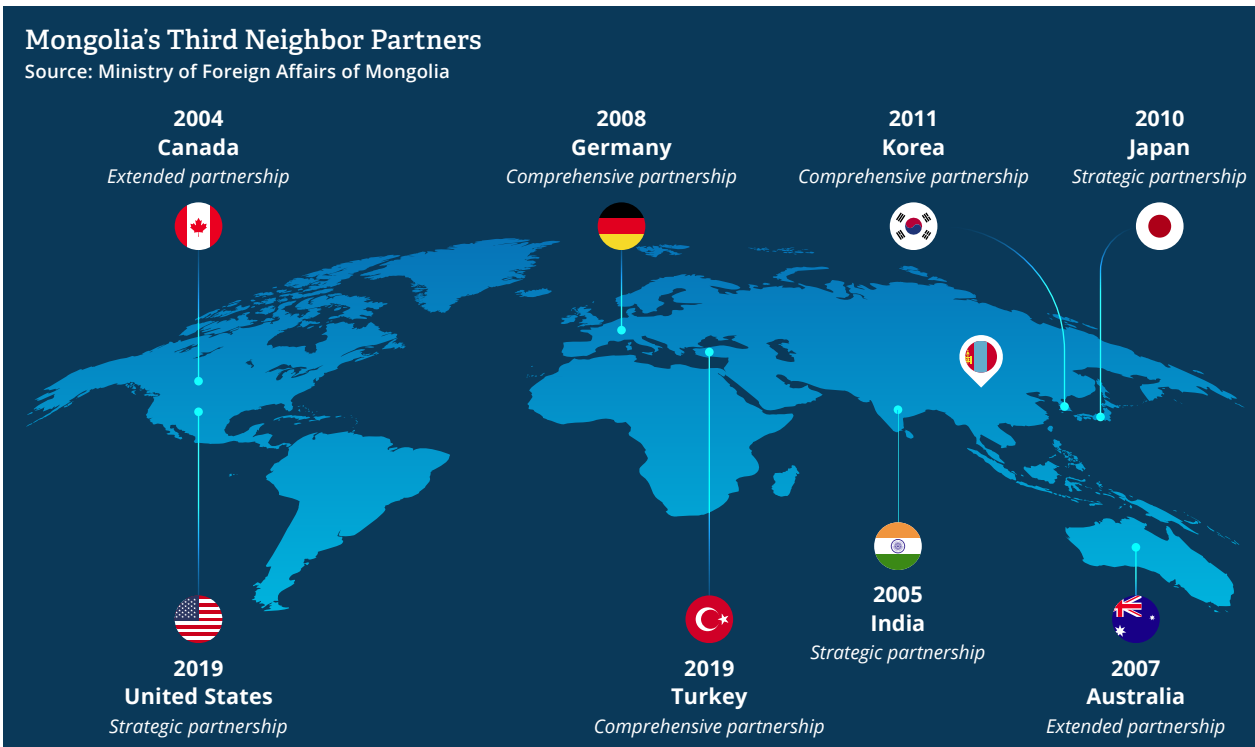 Mongolia's Third Neighbor Partners
Source: Ministry of Foreign Affairs of Mongolia
2004
Canada
Extended partnership
2008
Germany
Comprehensive partnership
2011
Korea
Comprehensive partnership
2010
Japan
Strategic partnership
2019
United States
Strategic partnership
2019
Turkey
Comprehensive partnership
2005
India
Strategic partnership
2007
Australia
Extended partnership